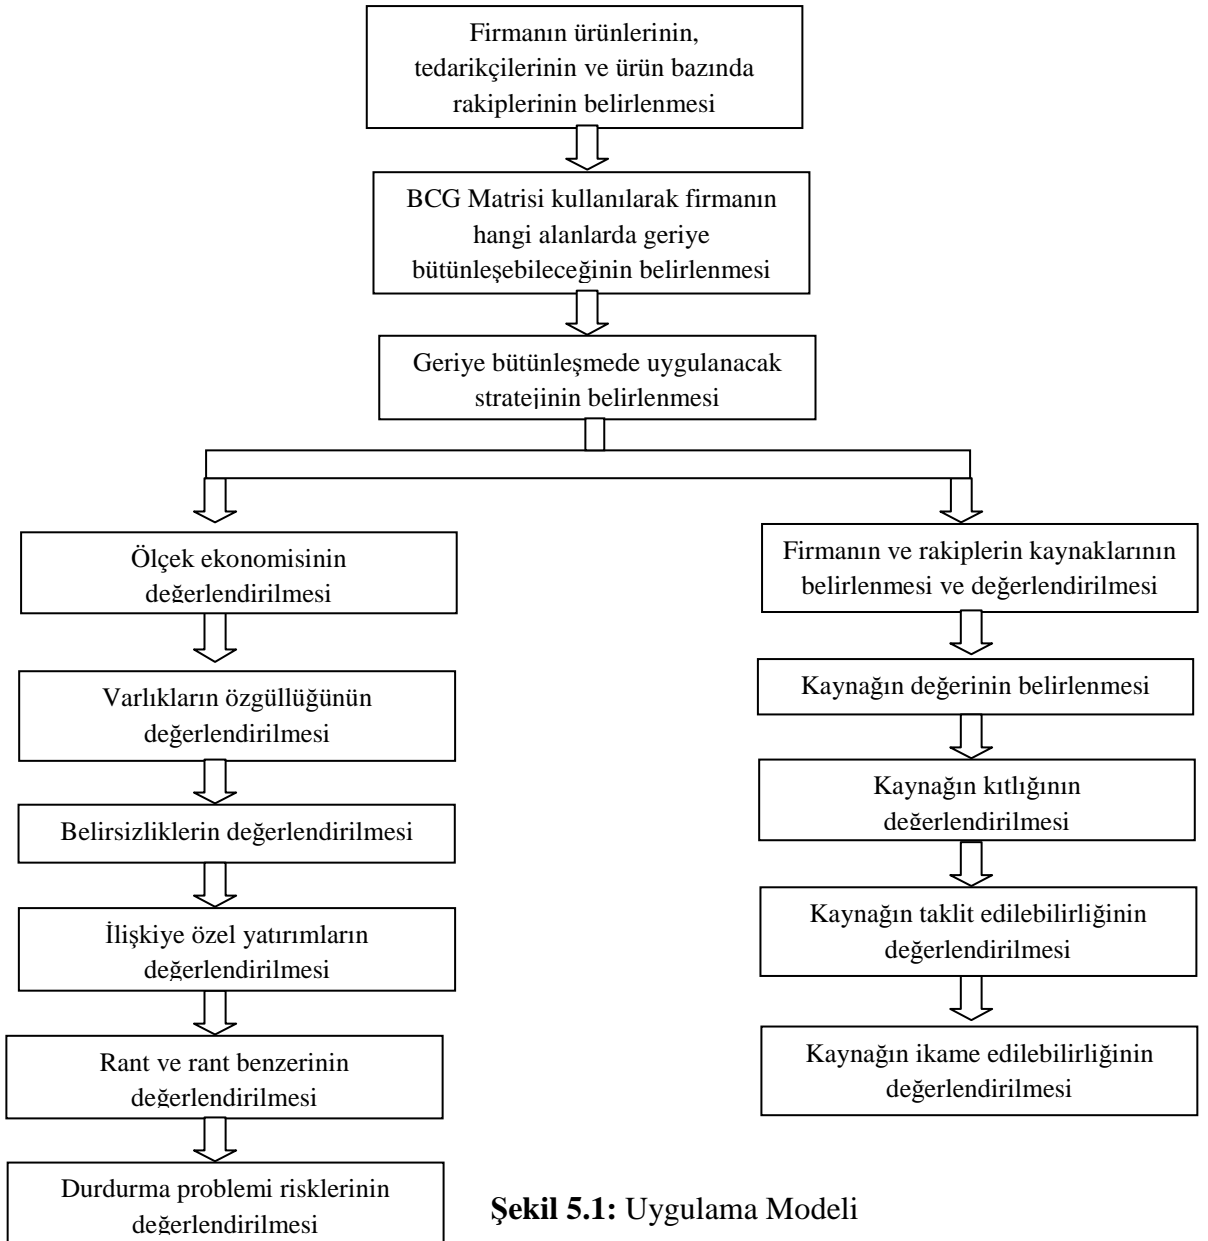 Firmanın ürünlerinin,
tedarikçilerinin ve ürün bazında
rakiplerinin belirlenmesi
BCG Matrisi kullanılarak firmanın
hangi alanlarda geriye
bütünleşebileceğinin belirlenmesi
Geriye bütünleşmede uygulanacak
stratejinin belirlenmesi
Ölçek ekonomisinin
değerlendirilmesi
Varlıkların özgüllüğünün
değerlendirilmesi
Belirsizliklerin değerlendirilmesi
İlişkiye özel yatırımların
değerlendirilmesi
Rant ve rant benzerinin
değerlendirilmesi
Durdurma problemi risklerinin
değerlendirilmesi
Firmanın ve rakiplerin kaynaklarının
belirlenmesi ve değerlendirilmesi
Kaynağın değerinin belirlenmesi
Kaynağın kıtlığının
değerlendirilmesi
Kaynağın taklit edilebilirliğinin
değerlendirilmesi
Kaynağın ikame edilebilirliğinin
değerlendirilmesi
Şekil 5.1: Uygulama Modeli